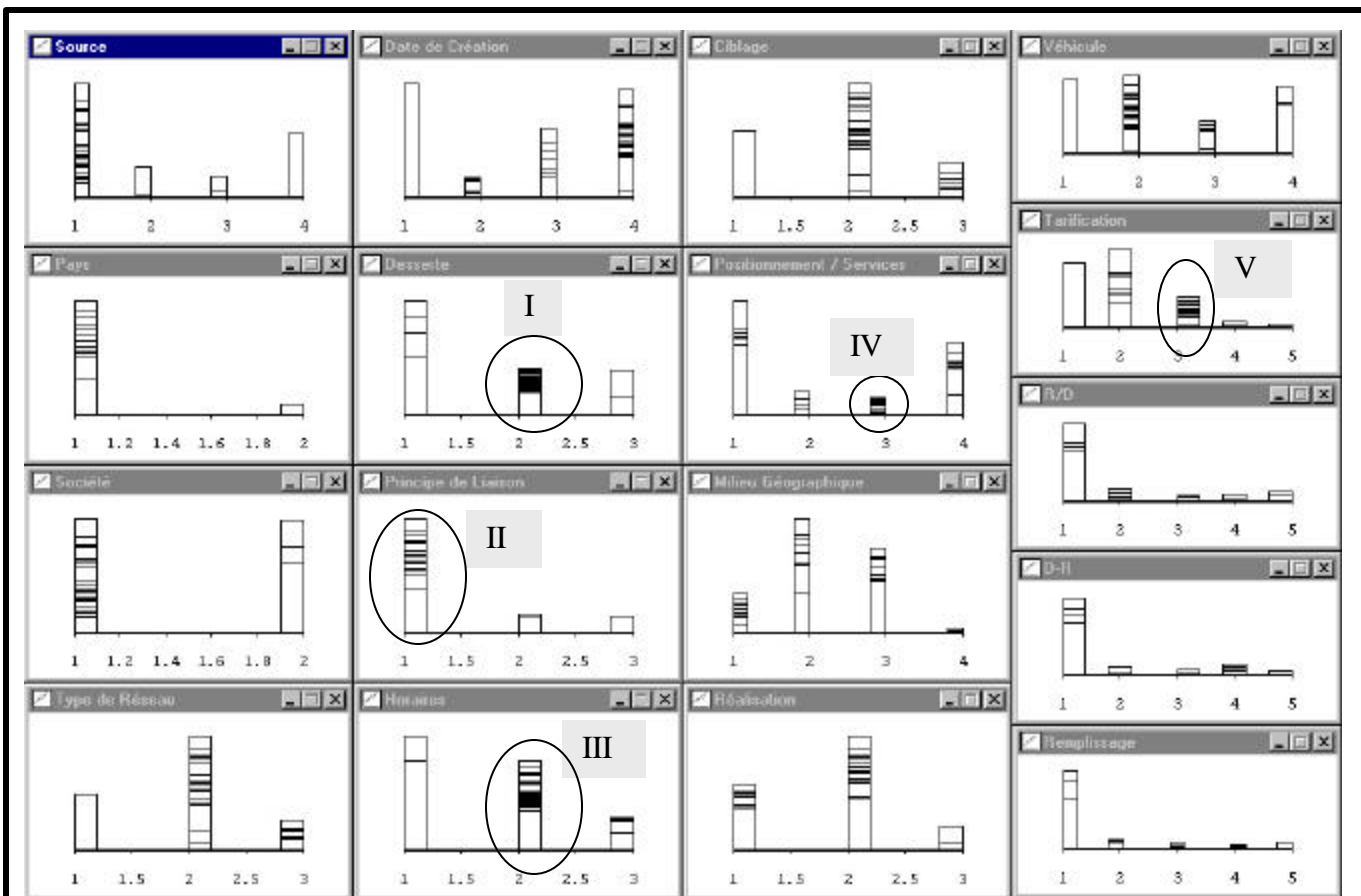 Source
1 2 3 4
Date de Création
1 2 3 4
Ciblage
1 1.5 2 2.5 3
Véhicule
1 2 3 4
Pays
1 1.2 1.4 1.6 1.8 2
Desserte
I
1 1.5 2 2.5 3
Positionnement / Services
IV
1 2 3 4
Tarification
V
1 2 3 4 5
R/D
1 2 3 4 5
Société
1 1.2 1.4 1.6 1.8 2
Principe de Liaison
II
1 1.5 2 2.5 3
Milieu Géographique
1 2 3 4
D-R
1 2 3 4 5
Type de Réseau
1 1.5 2 2.5 3
Horaires
III
1 1.5 2 2.5 3
Réalisation
1 1.5 2 2.5 3
Remplissage
1 2 3 4 5